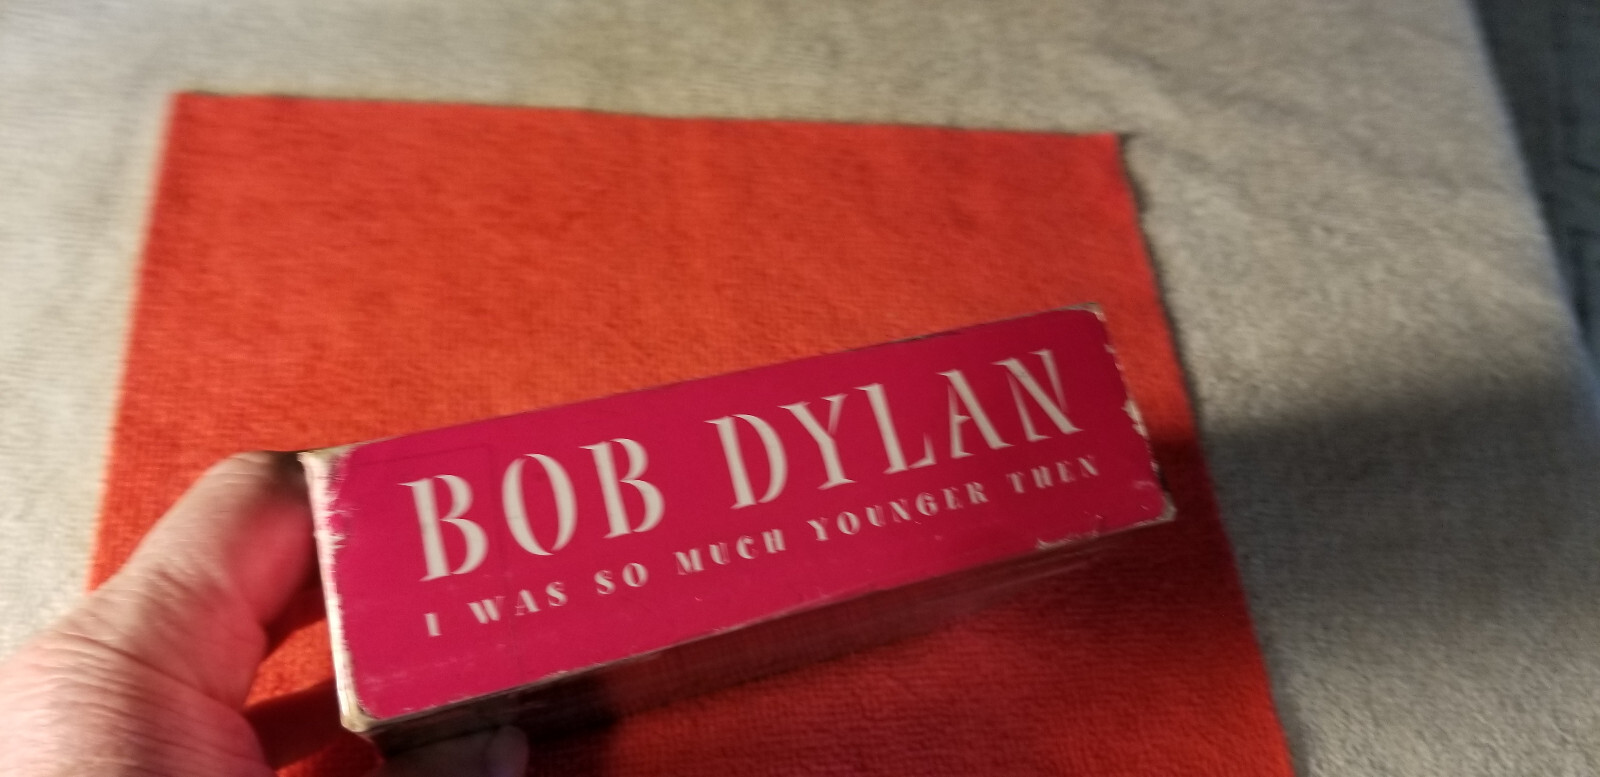 BOB DYLAN
I WAS SO MUCH YOUNGER THEN